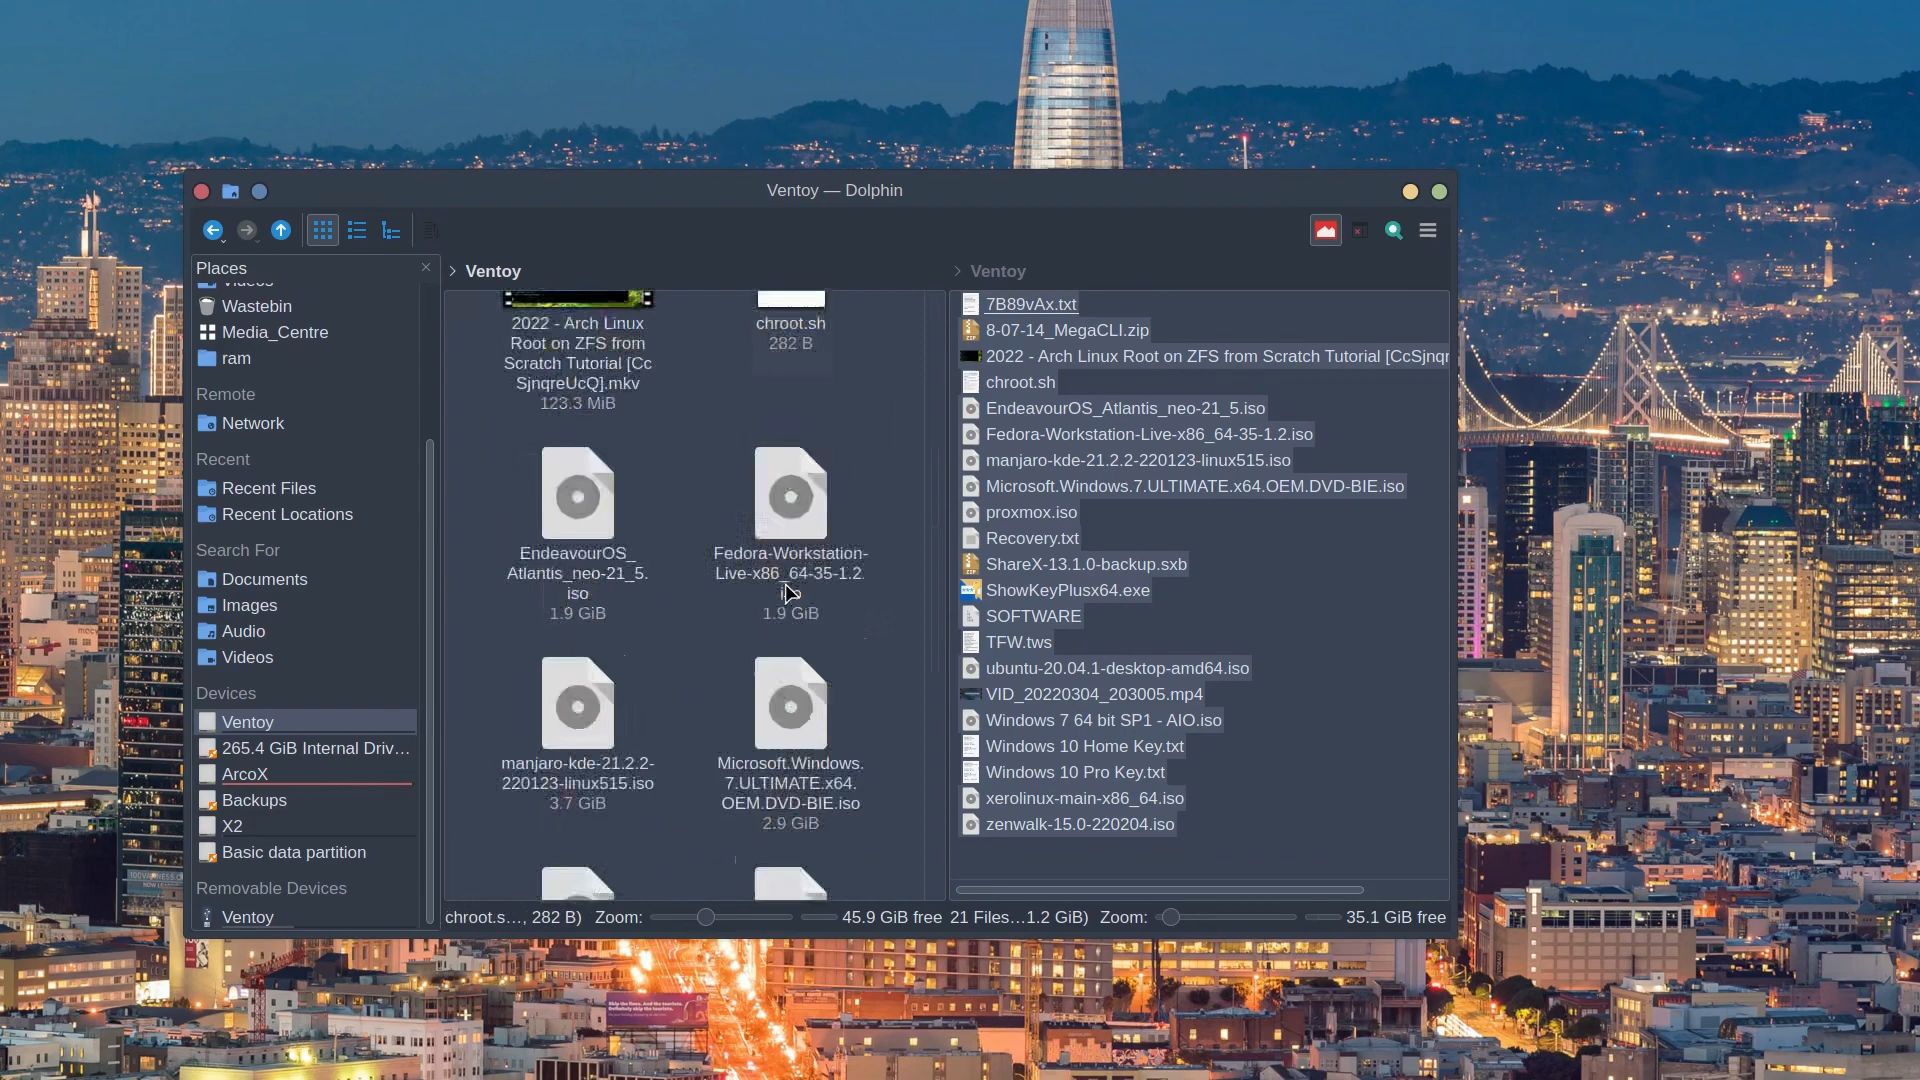 Ventoy — Dolphin
Places
Videos
Wastebin
Media_Centre
ram
Remote
Network
Recent
Recent Files
Recent Locations
Search For
Documents
Images
Audio
Videos
Devices
Ventoy
265.4 GiB Internal Driv…
ArcoX
Backups
X2
Basic data partition
Removable Devices
Ventoy
Ventoy
2022 - Arch Linux
Root on ZFS from
Scratch Tutorial [Cc
SjnqreUcQ].mkv
123.3 MiB
chroot.sh
282 B
EndeavourOS_
Atlantis_neo-21_5.
iso
1.9 GiB
Fedora-Workstation-
Live-x86_64-35-1.2.
iso
1.9 GiB
manjaro-kde-21.2.2-
220123-linux515.iso
3.7 GiB
Microsoft.Windows.
7.ULTIMATE.x64.
OEM.DVD-BIE.iso
2.9 GiB
chroot.s…, 282 B)
Zoom:
45.9 GiB free
Ventoy
7B89vAx.txt
8-07-14_MegaCLI.zip
2022 - Arch Linux Root on ZFS from Scratch Tutorial [CcSjnqr
chroot.sh
EndeavourOS_Atlantis_neo-21_5.iso
Fedora-Workstation-Live-x86_64-35-1.2.iso
manjaro-kde-21.2.2-220123-linux515.iso
Microsoft.Windows.7.ULTIMATE.x64.OEM.DVD-BIE.iso
proxmox.iso
Recovery.txt
ShareX-13.1.0-backup.sxb
ShowKeyPlusx64.exe
SOFTWARE
TFW.tws
ubuntu-20.04.1-desktop-amd64.iso
VID_20220304_203005.mp4
Windows 7 64 bit SP1 - AIO.iso
Windows 10 Home Key.txt
Windows 10 Pro Key.txt
xerolinux-main-x86_64.iso
zenwalk-15.0-220204.iso
21 Files…1.2 GiB)
Zoom:
35.1 GiB free
Skip the lines. And the tourists.